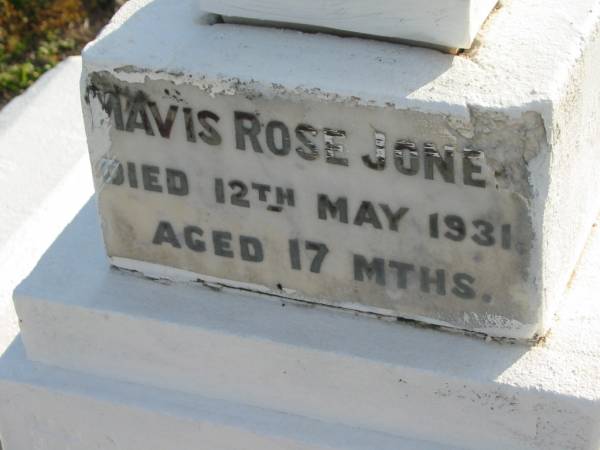 MAVIS ROSE JONES
DIED 12TH MAY 1931
AGED 17 MTHS.